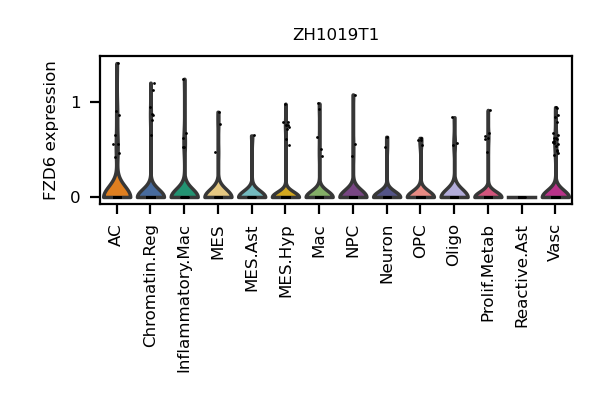 ZH1019T1
FZD6 expression
1
0
AC
Chromatin.Reg
Inflammatory.Mac
MES
MES.Ast
MES.Hyp
Mac
NPC
Neuron
OPC
Oligo
Prolif.Metab
Reactive.Ast
Vasc